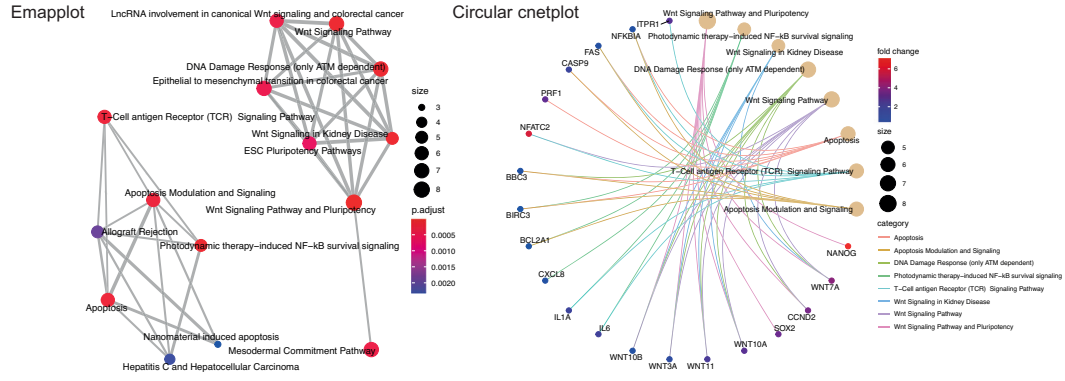 Emapplot
LncRNA involvement in canonical Wnt signaling and colorectal cancer
Wnt Signaling Pathway
DNA Damage Response (only ATM dependent)
Epithelial to mesenchymal transition in colorectal cancer
T-Cell antigen Receptor (TCR) Signaling Pathway
Wnt Signaling in Kidney Disease
ESC Pluripotency Pathways
Apoptosis Modulation and Signaling
Wnt Signaling Pathway and Pluripotency
Allograft Rejection
Photodynamic therapy−induced NF−kB survival signaling
Apoptosis
Nanomaterial induced apoptosis
Mesodermal Commitment Pathway
Hepatitis C and Hepatocellular Carcinoma
size
3
4
5
6
7
8
p.adjust
0.0005
0.0010
0.0015
0.0020
Circular cnetplot
Wnt Signaling Pathway and Pluripotency
ITPR1
NFKBIA
Photodynamic therapy−induced NF−kB survival signaling
FAS
Wnt Signaling in Kidney Disease
CASP9
DNA Damage Response (only ATM dependent)
PRF1
Wnt Signaling Pathway
NFATC2
Apoptosis
BBC3
T−Cell antigen Receptor (TCR) Signaling Pathway
BIRC3
Apoptosis Modulation and Signaling
BCL2A1
NANOG
CXCL8
WNT7A
IL1A
CCND2
IL6
SOX2
WNT10B
WNT3A
WNT11
WNT10A
fold change
6
4
2
size
5
6
7
8
category
Apoptosis
Apoptosis Modulation and Signaling
DNA Damage Response (only ATM dependent)
Photodynamic therapy−induced NF−kB survival signaling
T−Cell antigen Receptor (TCR) Signaling Pathway
Wnt Signaling in Kidney Disease
Wnt Signaling Pathway
Wnt Signaling Pathway and Pluripotency